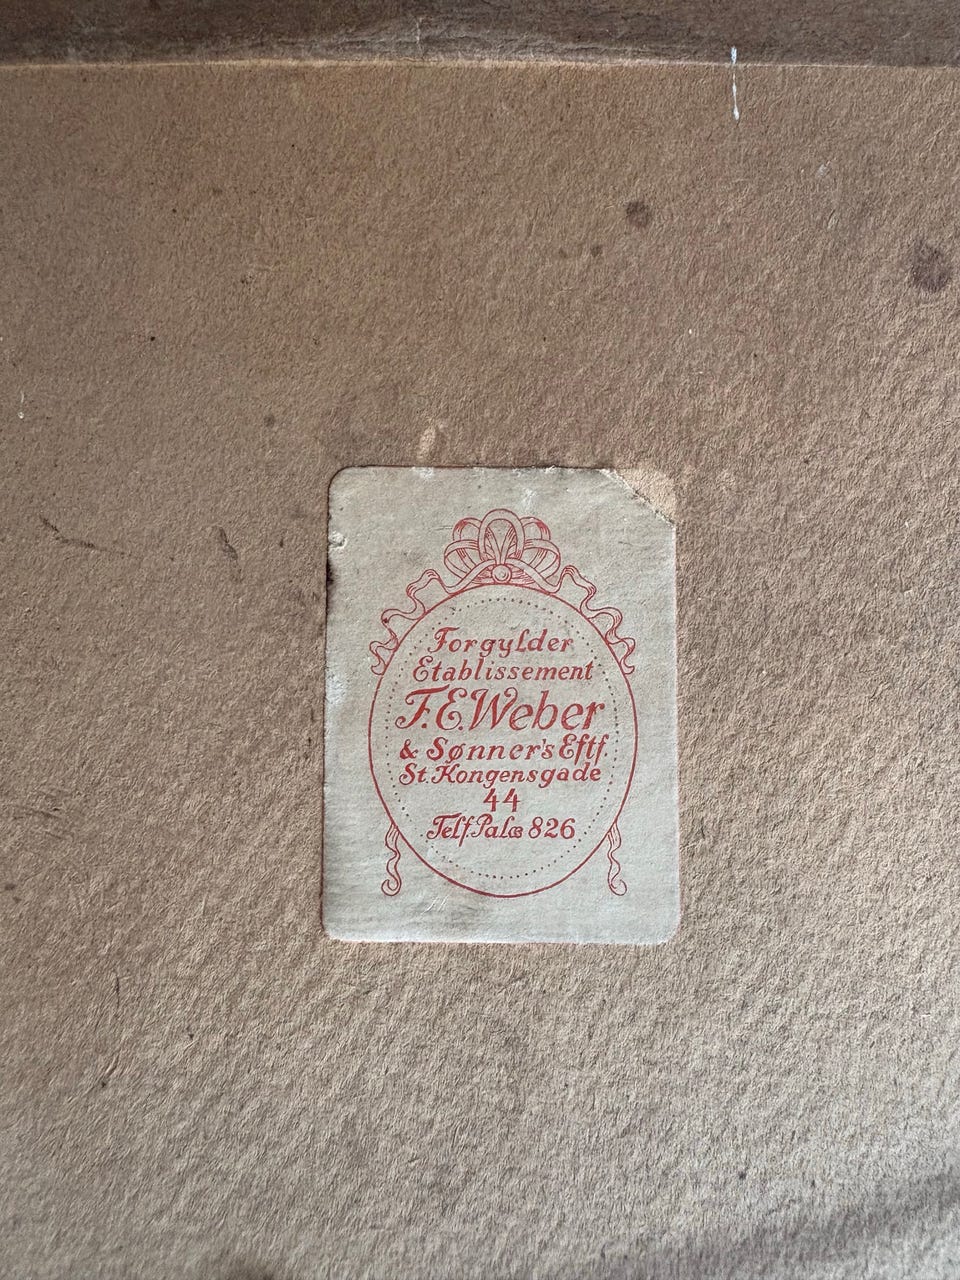 Forgylder
Etablissement
F.E.Weber
& Sønner's Eftf.
St. Kongensgade
44
Telf. Palæ 826